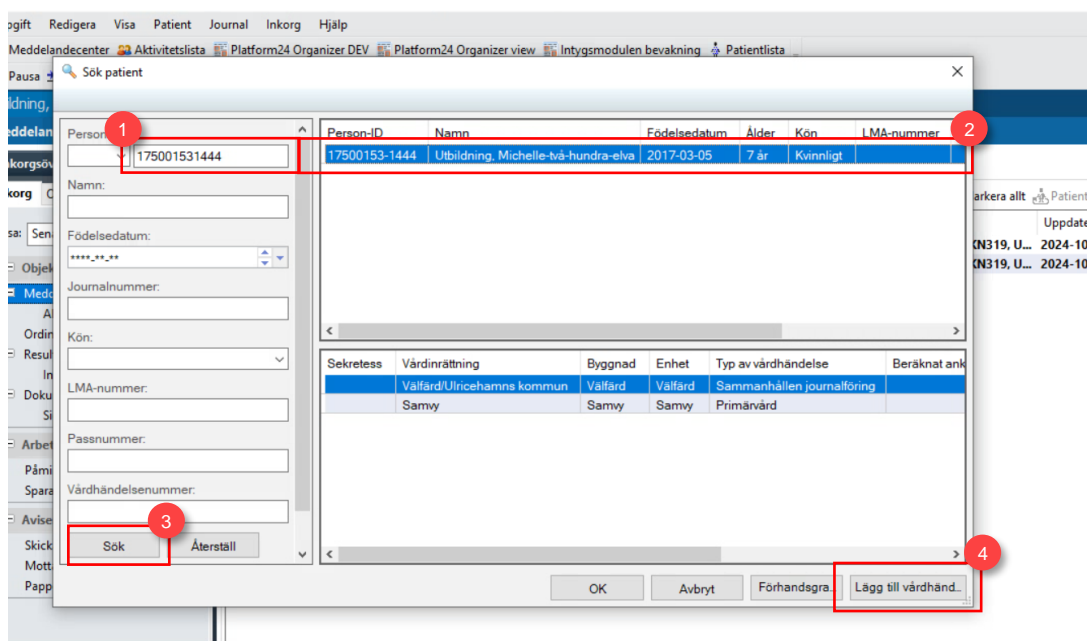 Redigera Visa Patient Journal Inkorg Hjälp
Meddelandecenter Aktivitetslista Platform24 Organizer DEV Platform24 Organizer view Intygsmodulen bevakning Patientlista
Pausa
Sök patient
1
2
175001531444
Person-ID Namn Födelsedatum Ålder Kön LMA-nummer
17500153-1444 Utbildning, Michelle-två-hundra-elva 2017-03-05 7 år Kvinnligt
Namn:
Födelsedatum:
****-**-**
Journalnummer:
Kön:
LMA-nummer:
Passnummer:
Vårdhändelsenummer:
3
Sök Återställ
Sekretess Vårdinrättning Byggnad Enhet Typ av vårdhändelse Beräknat ank
Välfärd/Ulricehamns kommun Välfärd Välfärd Sammanhållen journalföring
Samvy Samvy Samvy Primärvård
4
OK Avbryt Förhandsgra... Lägg till vårdhänd...
arkera allt Patient
Uppdate
KN319, U... 2024-10
KN319, U... 2024-10